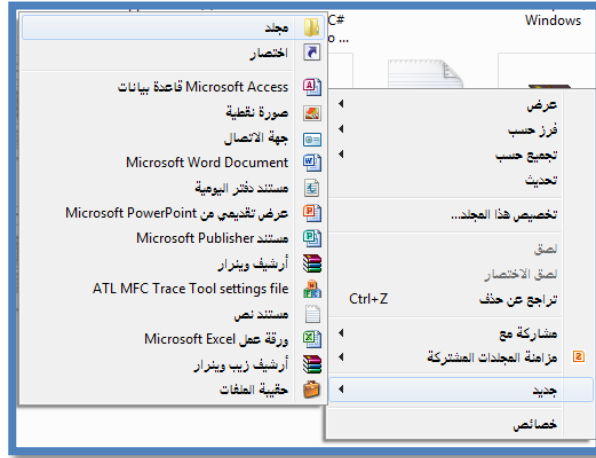 C#
o ...
Windows
عرض
فرز حسب
تجميع حسب
تحديث
تخصيص هذا المجلد...
لصق
لصق الاختصار
تراجع عن حذف Ctrl+Z
مشاركة مع
مزامنة المجلدات المشتركة
جديد
خصائص
مجلد
اختصار
Microsoft Access قاعدة بيانات
صورة نقطية
جهة الاتصال
Microsoft Word Document
مستند دفتر اليومية
عرض تقديمي من Microsoft PowerPoint
مستند Microsoft Publisher
أرشيف وينرار
ATL MFC Trace Tool settings file
مستند نص
ورقة عمل Microsoft Excel
أرشيف زيب وينرار
حقيبة الملفات